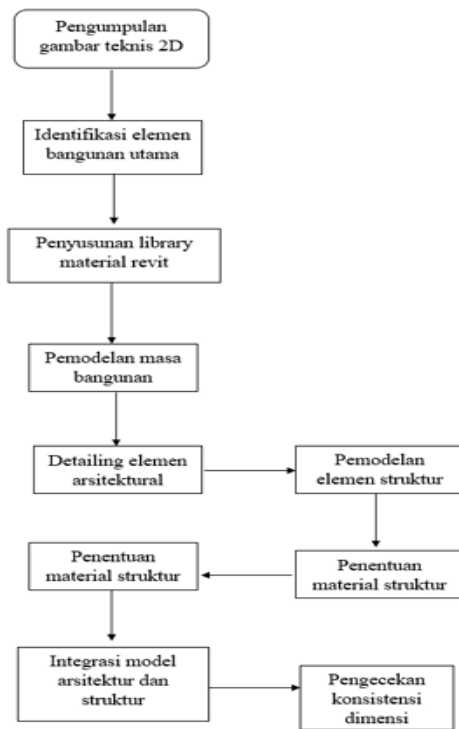 Pengumpulan
gambar teknis 2D
Identifikasi elemen
bangunan utama
Penyusunan library
material revit
Pemodelan masa
bangunan
Detailing elemen
arsitektural
Pemodelan
elemen struktur
Penentuan
material struktur
Penentuan
material struktur
Integrasi model
arsitektur dan
struktur
Pengecekan
konsistensi
dimensi